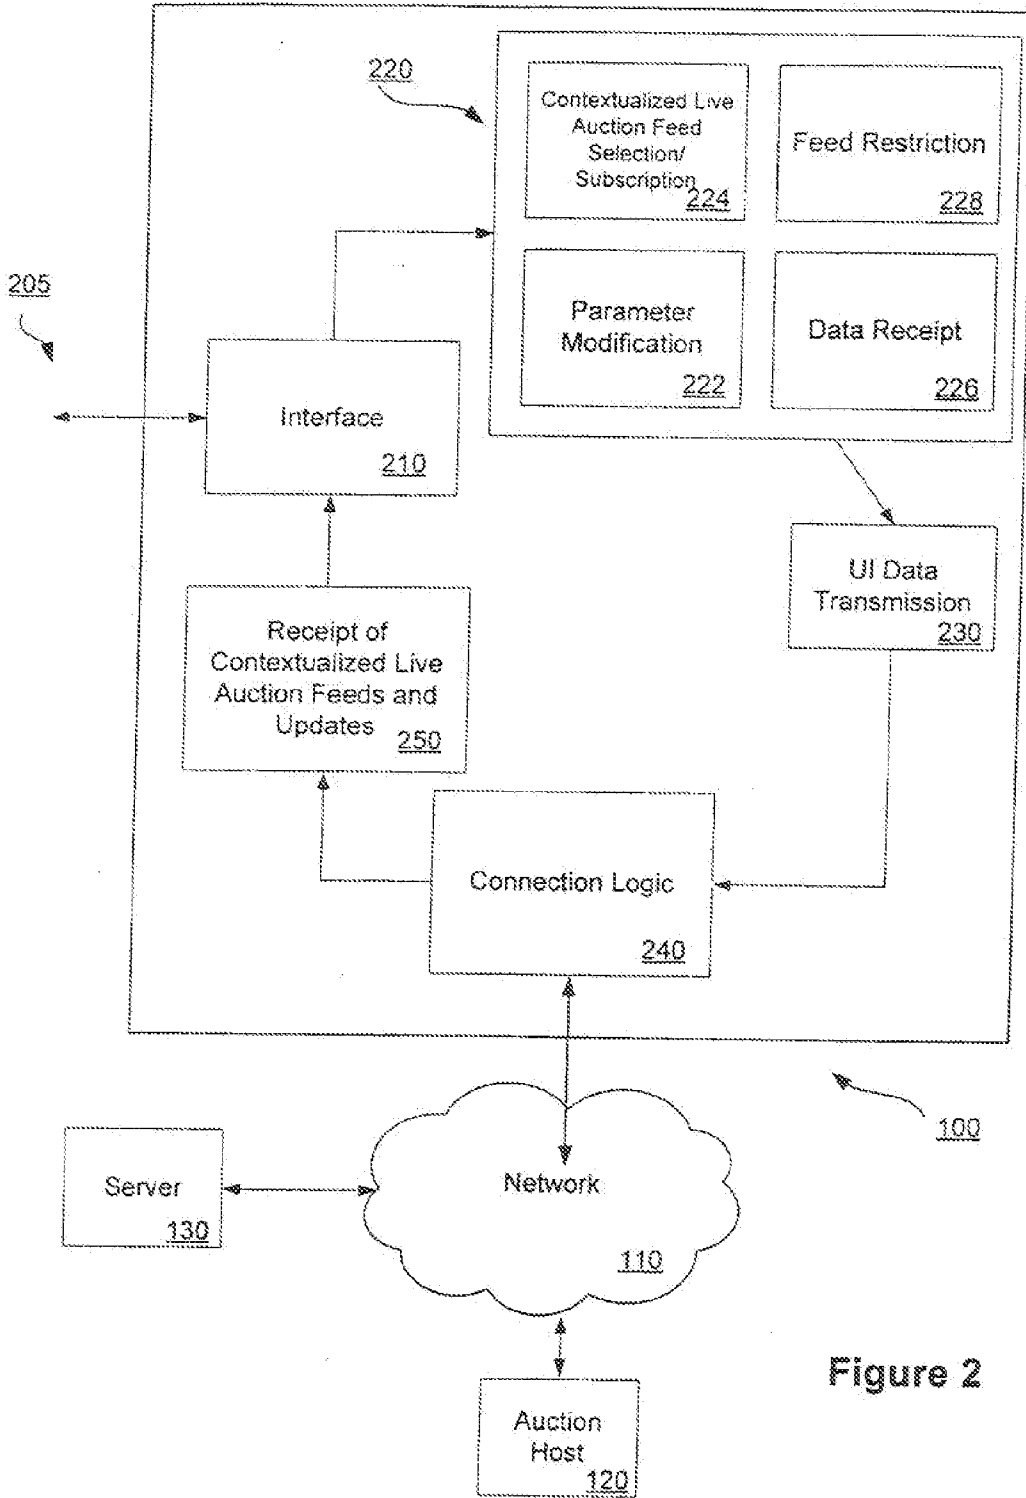 220
Contextualized Live
Auction Feed
Selection/
Subscription
224
Feed Restriction
228
205
Parameter
Modification
222
Data Receipt
226
Interface
210
UI Data
Transmission
230
Receipt of
Contextualized Live
Auction Feeds and
Updates
250
Connection Logic
240
100
Server
130
Network
110
Figure 2
Auction
Host
120